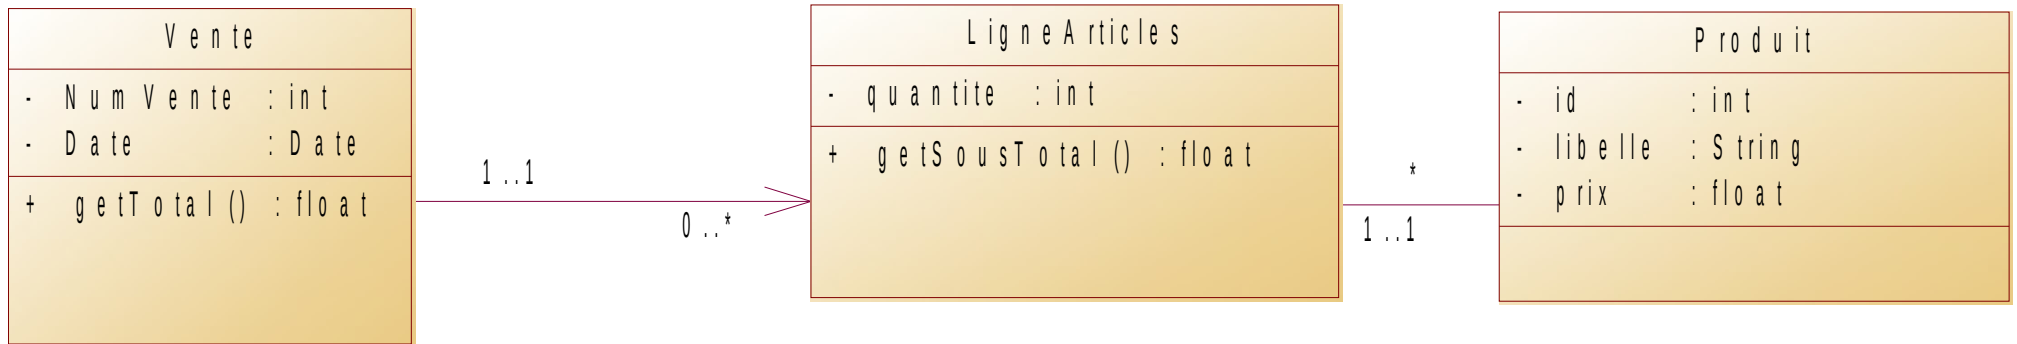 Vente
- NumVente : int
- Date : Date
+ getTotal() : float
1..1
0..*
LigneArticles
- quantite : int
+ getSousTotal() : float
*
1..1
Produit
- id : int
- libelle : String
- prix : float